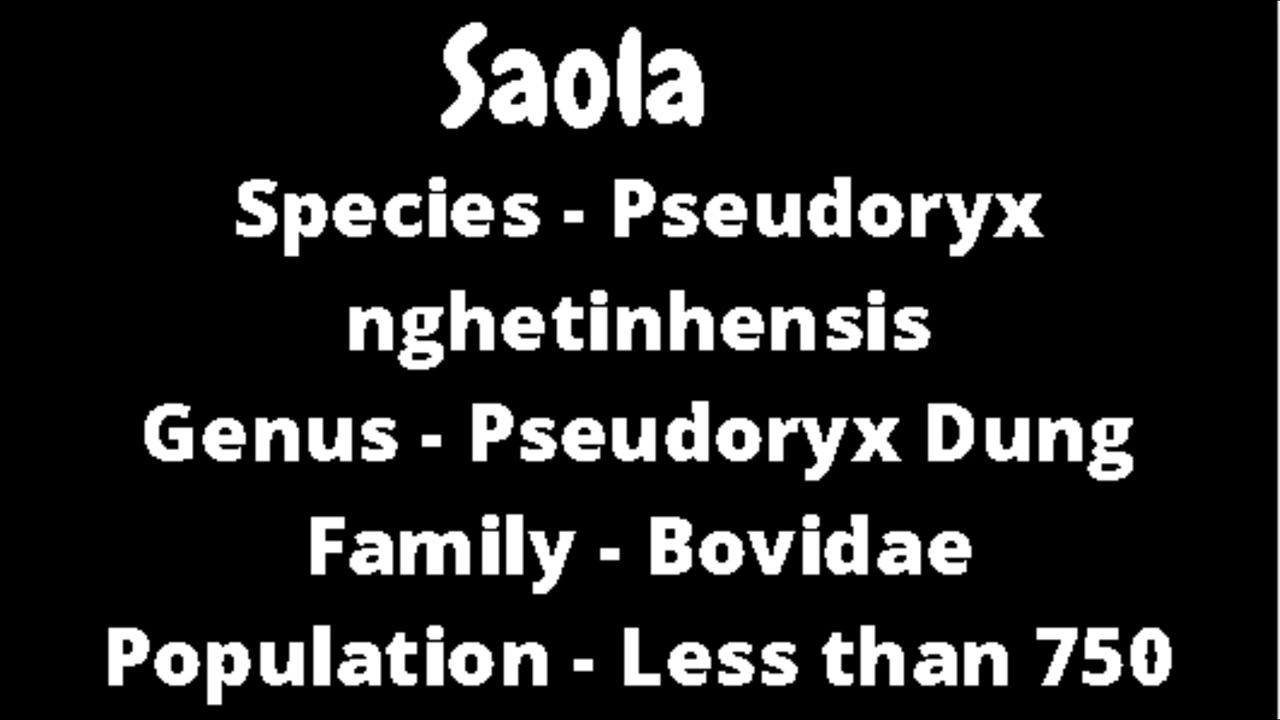 Saola
Species - Pseudoryx
nghetinhensis
Genus - Pseudoryx Dung
Family - Bovidae
Population - Less than 750